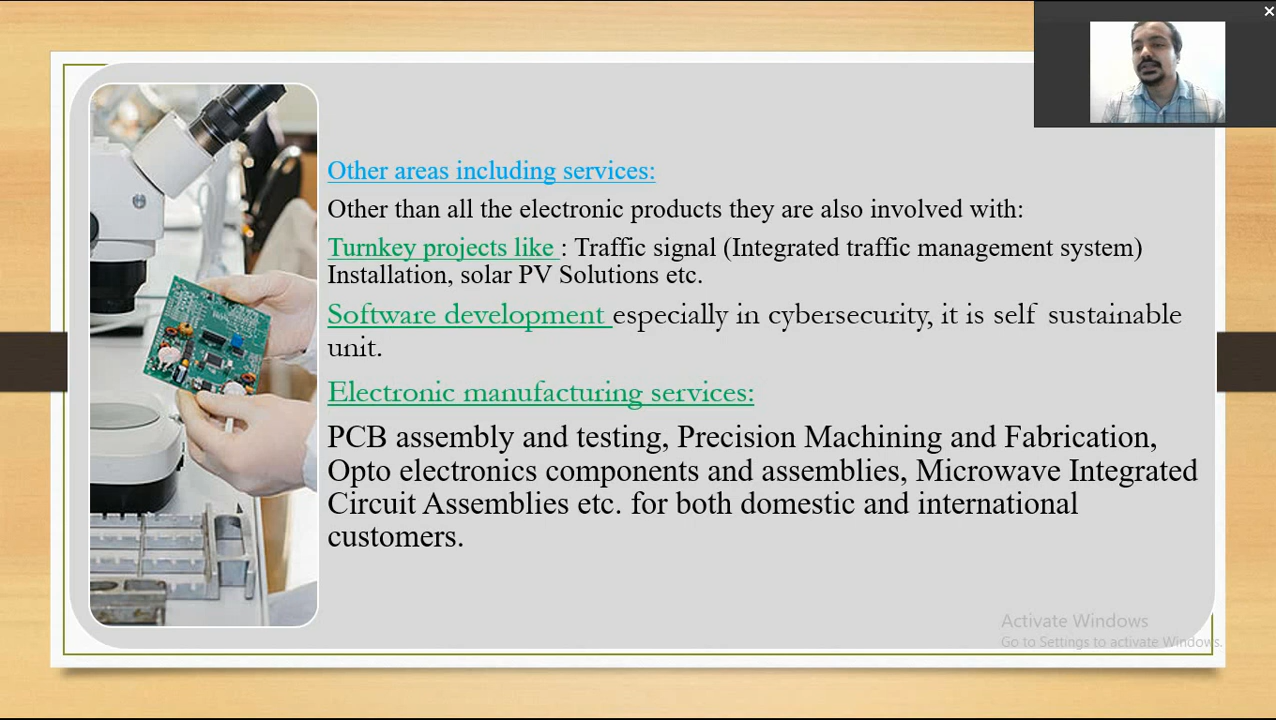 Other areas including services:
Other than all the electronic products they are also involved with:
Turnkey projects like : Traffic signal (Integrated traffic management system)
Installation, solar PV Solutions etc.
Software development especially in cybersecurity, it is self sustainable
unit.
Electronic manufacturing services:
PCB assembly and testing, Precision Machining and Fabrication,
Opto electronics components and assemblies, Microwave Integrated
Circuit Assemblies etc. for both domestic and international
customers.
Activate Windows
Go to Settings to activate Windows.